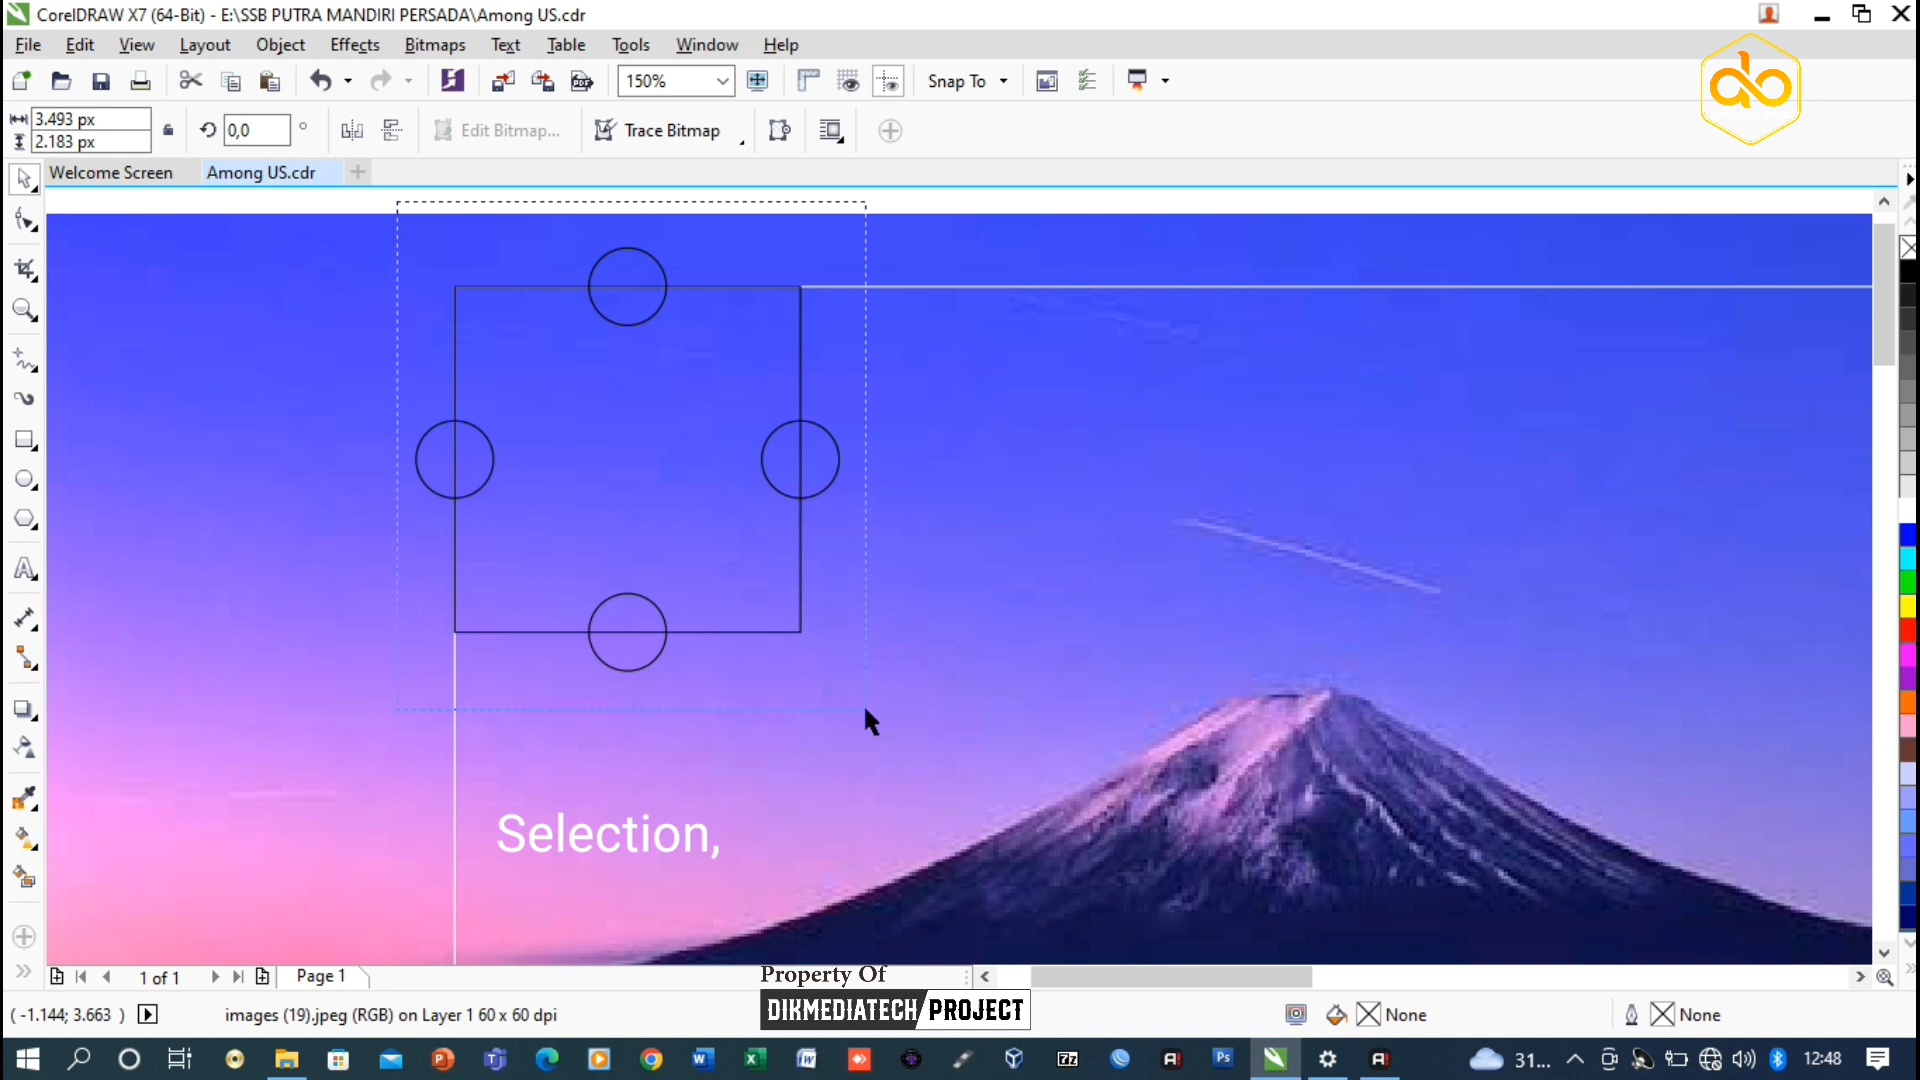 CorelDRAW X7 (64-Bit) - E:\SSB PUTRA MANDIRI PERSADA\Among US.cdr
File Edit View Layout Object Effects Bitmaps Text Table Tools Window Help
150% Snap To
3.493 px
2.183 px
0,0 ° Edit Bitmap... Trace Bitmap
Welcome Screen Among US.cdr
Selection,
1 of 1 Page 1
Property Of
DIKMEDIATECH/PROJECT
( -1.144; 3.663 ) images (19).jpeg (RGB) on Layer 1 60 x 60 dpi None None
31... 12:48